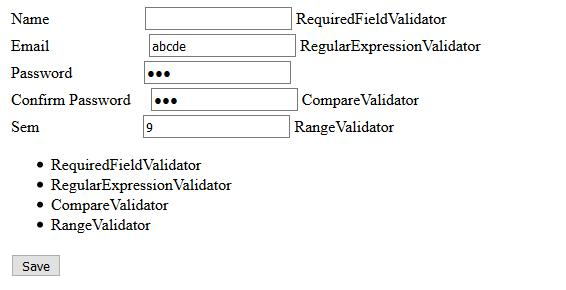 Name RequiredFieldValidator
Email abcde RegularExpressionValidator
Password •••
Confirm Password ••• CompareValidator
Sem 9 RangeValidator
• RequiredFieldValidator
• RegularExpressionValidator
• CompareValidator
• RangeValidator
Save